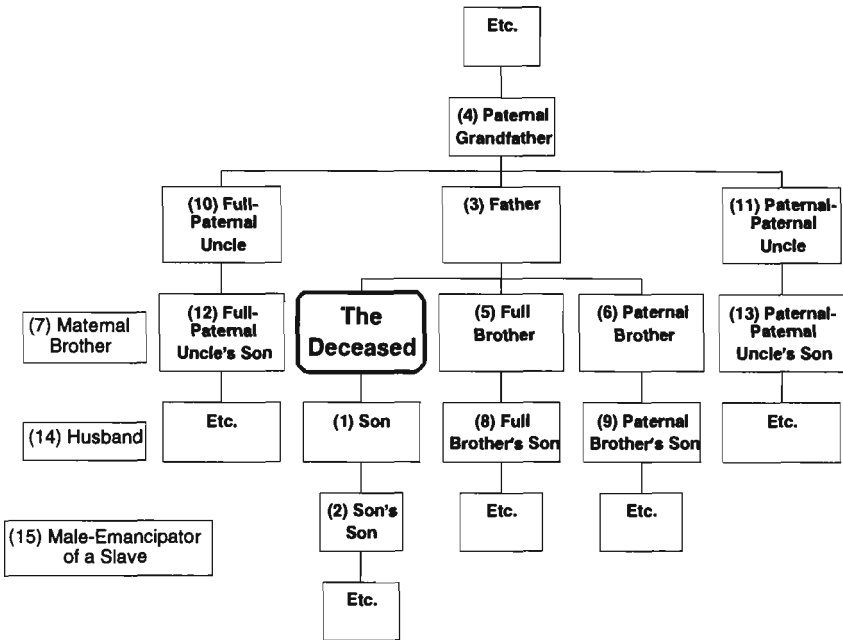 Etc.
(4) Paternal
Grandfather
(10) Full-
Paternal
Uncle
(3) Father
(11) Paternal-
Paternal
Uncle
(7) Maternal
Brother
(12) Full-
Paternal
Uncle's Son
The
Deceased
(5) Full
Brother
(6) Paternal
Brother
(13) Paternal-
Paternal
Uncle's Son
(14) Husband
Etc.
(1) Son
(8) Full
Brother's Son
(9) Paternal
Brother's Son
Etc.
(15) Male-Emancipator
of a Slave
(2) Son's
Son
Etc.
Etc.
Etc.